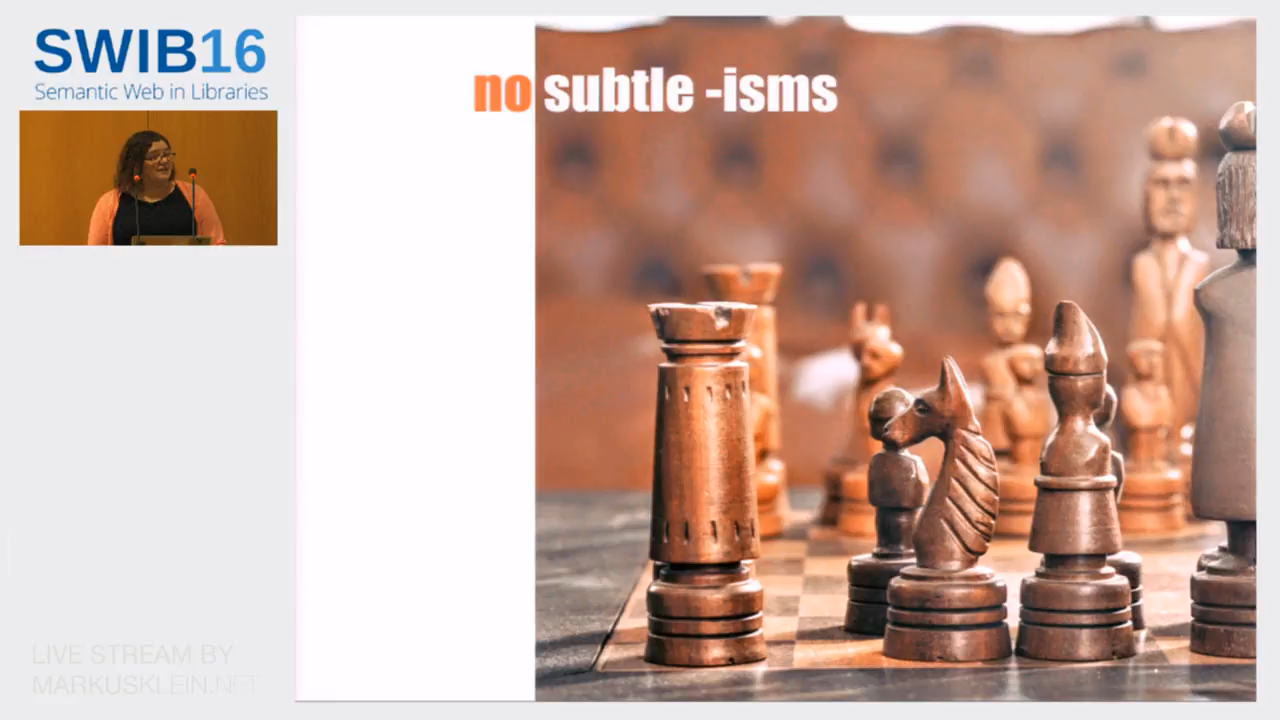 SWIB16
Semantic Web in Libraries
no subtle -isms
LIVE STREAM BY
MARKUSKLEIN.NET